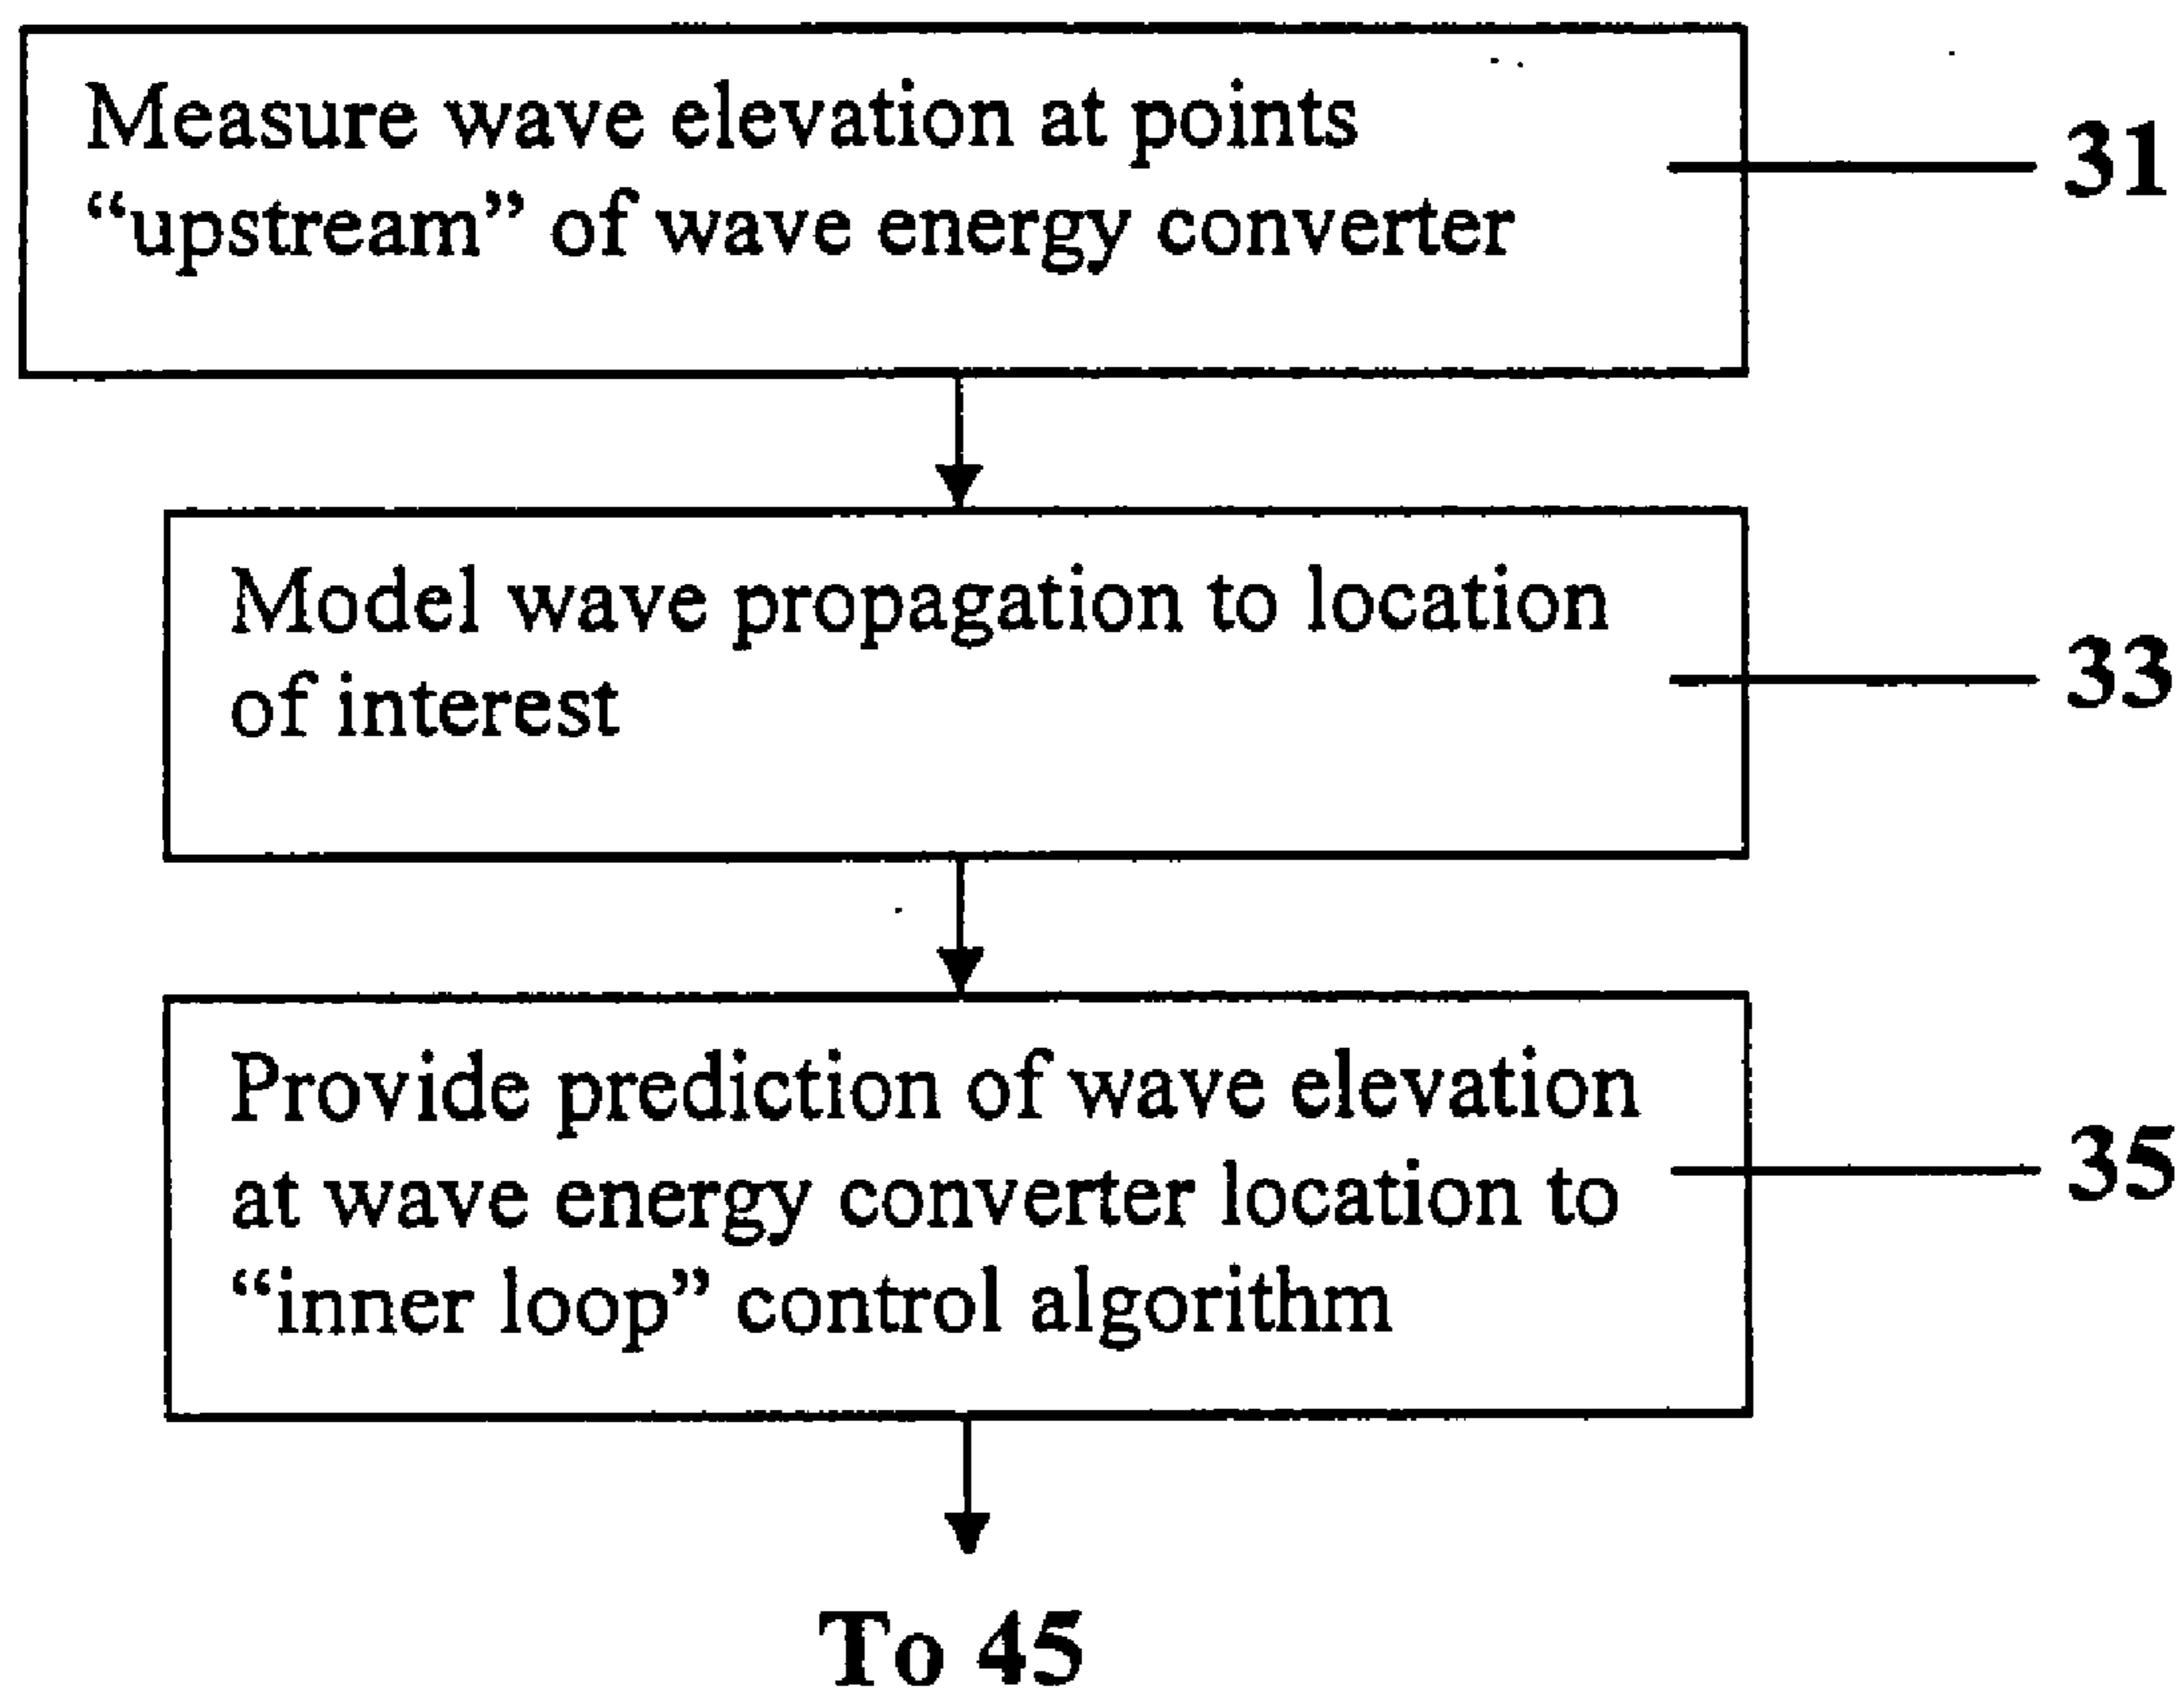 Measure wave elevation at points
“upstream” of wave energy converter
31
Model wave propagation to location
of interest
33
Provide prediction of wave elevation
at wave energy converter location to
“inner loop” control algorithm
35
To 45